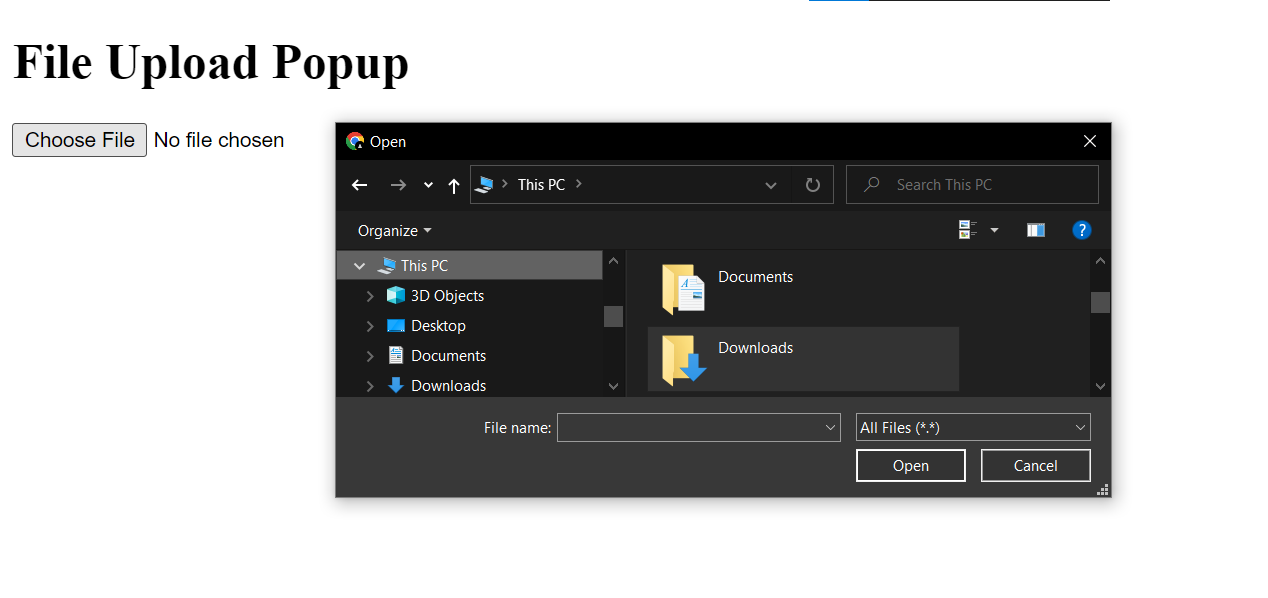 File Upload Popup
Choose File No file chosen
Open
This PC
Search This PC
Organize
?
This PC
3D Objects
Desktop
Documents
Downloads
Documents
Downloads
File name:
All Files (*.*)
Open Cancel